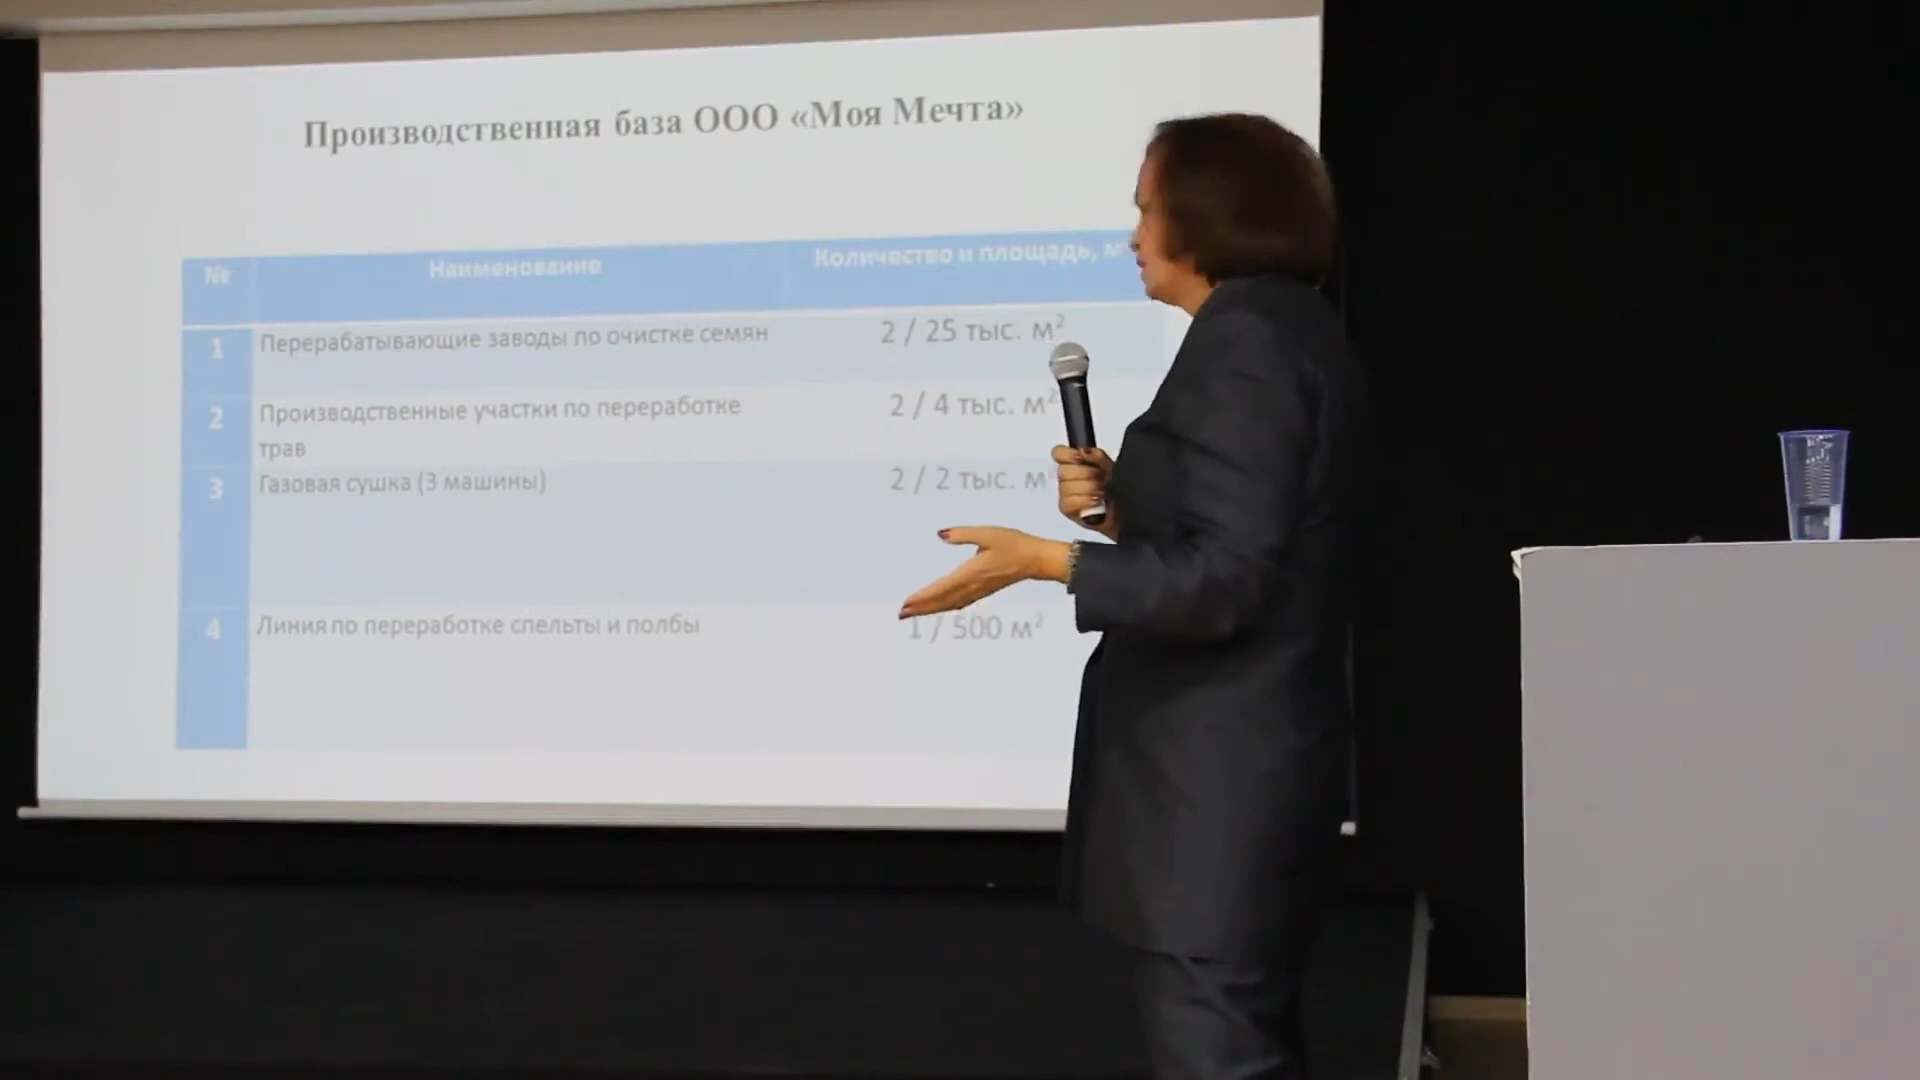 Производственная база ООО «Моя Мечта»
№ Наименование Количество и площадь, м
1 Перерабатывающие заводы по очистке семян 2 / 25 тыс. м²
2 Производственные участки по переработке 2 / 4 тыс. м²
трав
3 Газовая сушка (3 машины) 2 / 2 тыс. м
4 Линия по переработке спельты и полбы 1 / 500 м²